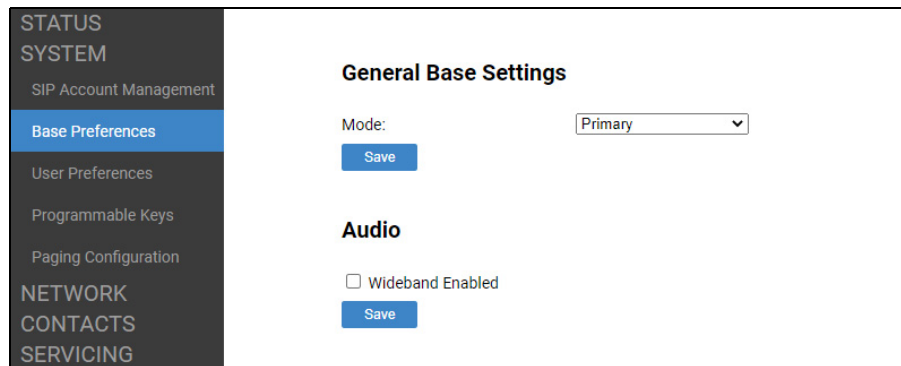 STATUS
SYSTEM
SIP Account Management
Base Preferences
User Preferences
Programmable Keys
Paging Configuration
NETWORK
CONTACTS
SERVICING
General Base Settings
Mode: Primary
Save
Audio
Wideband Enabled
Save